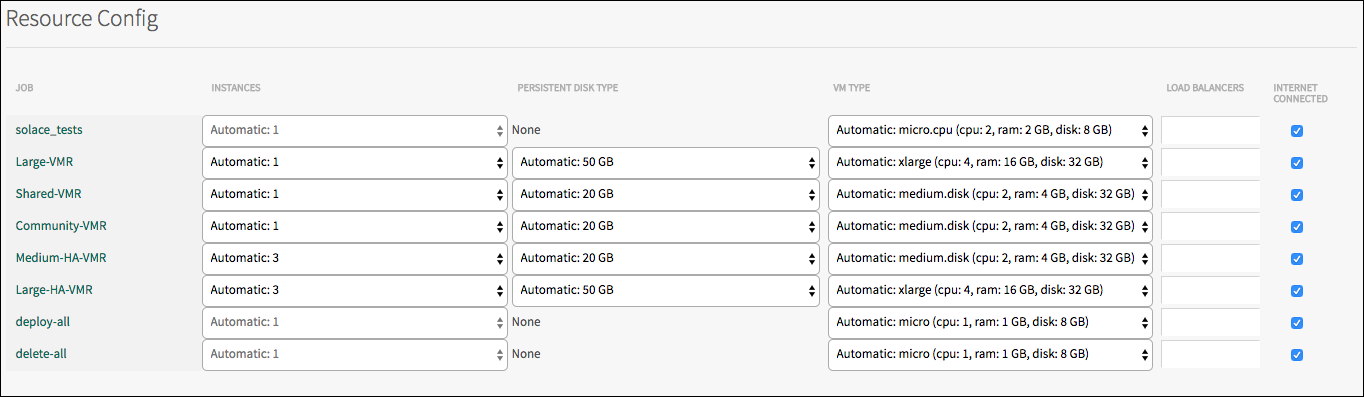 Resource Config
JOB INSTANCES PERSISTENT DISK TYPE VM TYPE LOAD BALANCERS INTERNET CONNECTED
solace_tests Automatic: 1 None Automatic: micro.cpu (cpu: 2, ram: 2 GB, disk: 8 GB)
Large-VMR Automatic: 1 Automatic: 50 GB Automatic: xlarge (cpu: 4, ram: 16 GB, disk: 32 GB)
Shared-VMR Automatic: 1 Automatic: 20 GB Automatic: medium.disk (cpu: 2, ram: 4 GB, disk: 32 GB)
Community-VMR Automatic: 1 Automatic: 20 GB Automatic: medium.disk (cpu: 2, ram: 4 GB, disk: 32 GB)
Medium-HA-VMR Automatic: 3 Automatic: 20 GB Automatic: medium.disk (cpu: 2, ram: 4 GB, disk: 32 GB)
Large-HA-VMR Automatic: 3 Automatic: 50 GB Automatic: xlarge (cpu: 4, ram: 16 GB, disk: 32 GB)
deploy-all Automatic: 1 None Automatic: micro (cpu: 1, ram: 1 GB, disk: 8 GB)
delete-all Automatic: 1 None Automatic: micro (cpu: 1, ram: 1 GB, disk: 8 GB)